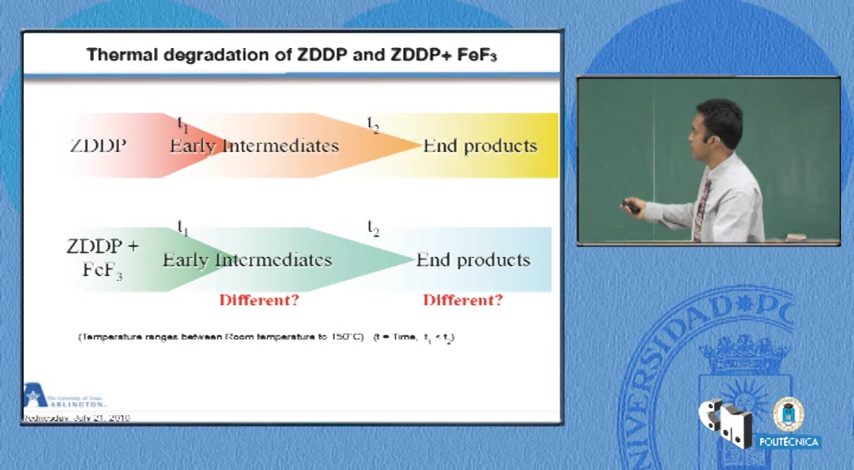 Thermal degradation of ZDDP and ZDDP+ FeF3
t1
t2
ZDDP
Early Intermediates
End products
t1
t2
ZDDP +
FeF3
Early Intermediates
End products
Different?
Different?
(Temperature ranges between Room temperature to 150°C) (t = Time, t1 < t2)
The University of Texas
ARLINGTON
Wednesday, July 21, 2010
UNIVERSIDAD PO
POLITÉCNICA